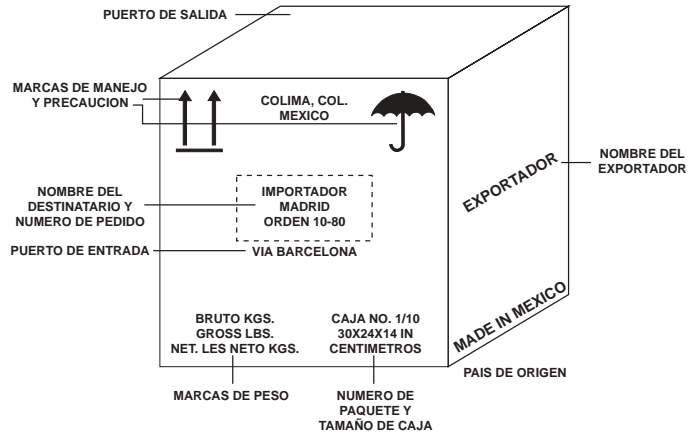 PUERTO DE SALIDA
MARCAS DE MANEJO
Y PRECAUCION
COLIMA, COL.
MEXICO
NOMBRE DEL
EXPORTADOR
EXPORTADOR
NOMBRE DEL
DESTINATARIO Y
NUMERO DE PEDIDO
IMPORTADOR
MADRID
ORDEN 10-80
PUERTO DE ENTRADA
VIA BARCELONA
MADE IN MEXICO
BRUTO KGS.
GROSS LBS.
NET. LES NETO KGS.
CAJA NO. 1/10
30X24X14 IN
CENTIMETROS
PAIS DE ORIGEN
MARCAS DE PESO
NUMERO DE
PAQUETE Y
TAMAÑO DE CAJA